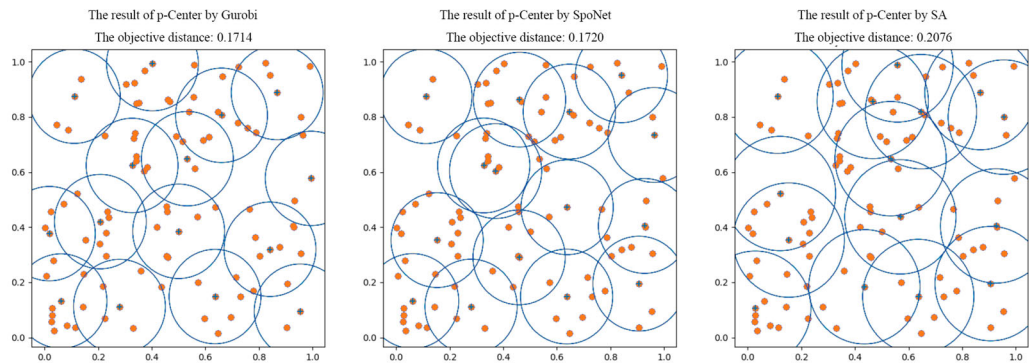 The result of p-Center by Gurobi
The objective distance: 0.1714
1.0
0.8
0.6
0.4
0.2
0.0
0.0 0.2 0.4 0.6 0.8 1.0
The result of p-Center by SpoNet
The objective distance: 0.1720
1.0
0.8
0.6
0.4
0.2
0.0
0.0 0.2 0.4 0.6 0.8 1.0
The result of p-Center by SA
The objective distance: 0.2076
1.0
0.8
0.6
0.4
0.2
0.0
0.0 0.2 0.4 0.6 0.8 1.0